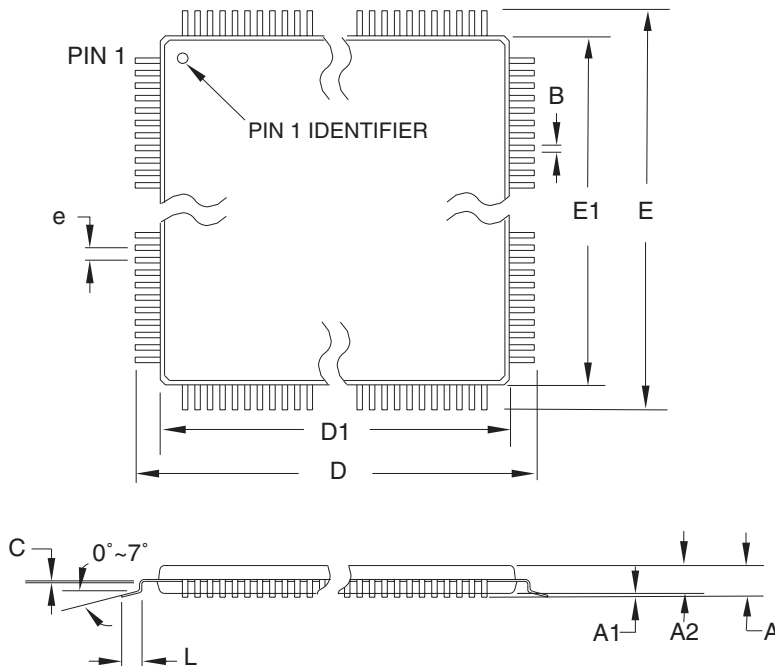 PIN 1
PIN 1 IDENTIFIER
B
e
E1
E
D1
D
C
0°~7°
L
A1
A2
A